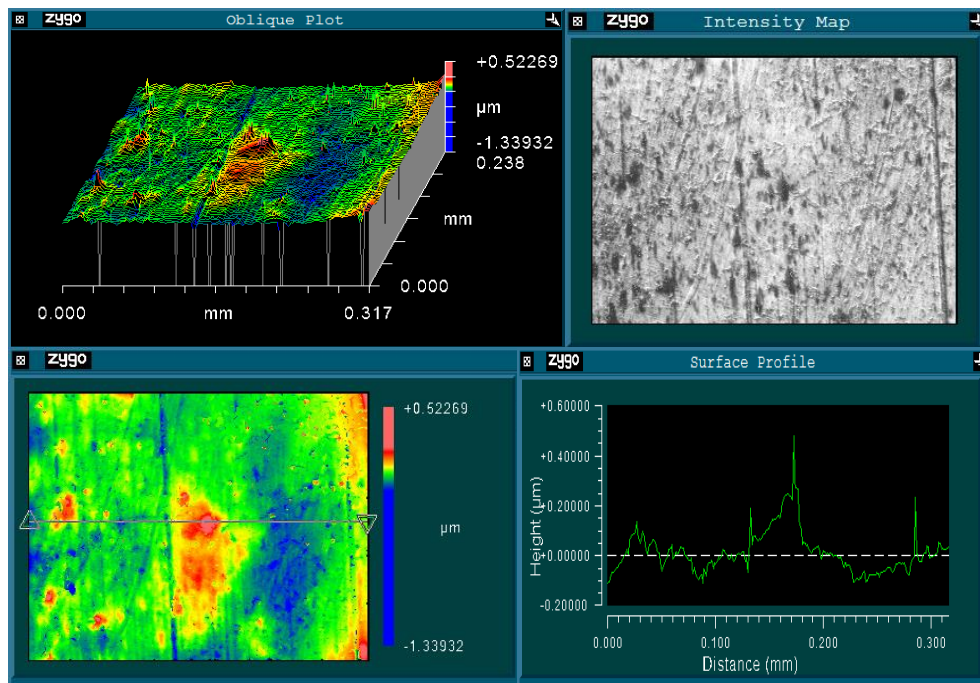 zygo Oblique Plot
+0.52269
µm
-1.33932
0.238
mm
0.000
0.000 mm 0.317
zygo Intensity Map
zygo
+0.52269
µm
-1.33932
zygo Surface Profile
+0.60000
+0.40000
+0.20000
+0.00000
-0.20000
Height (µm)
0.000 0.100 0.200 0.300
Distance (mm)